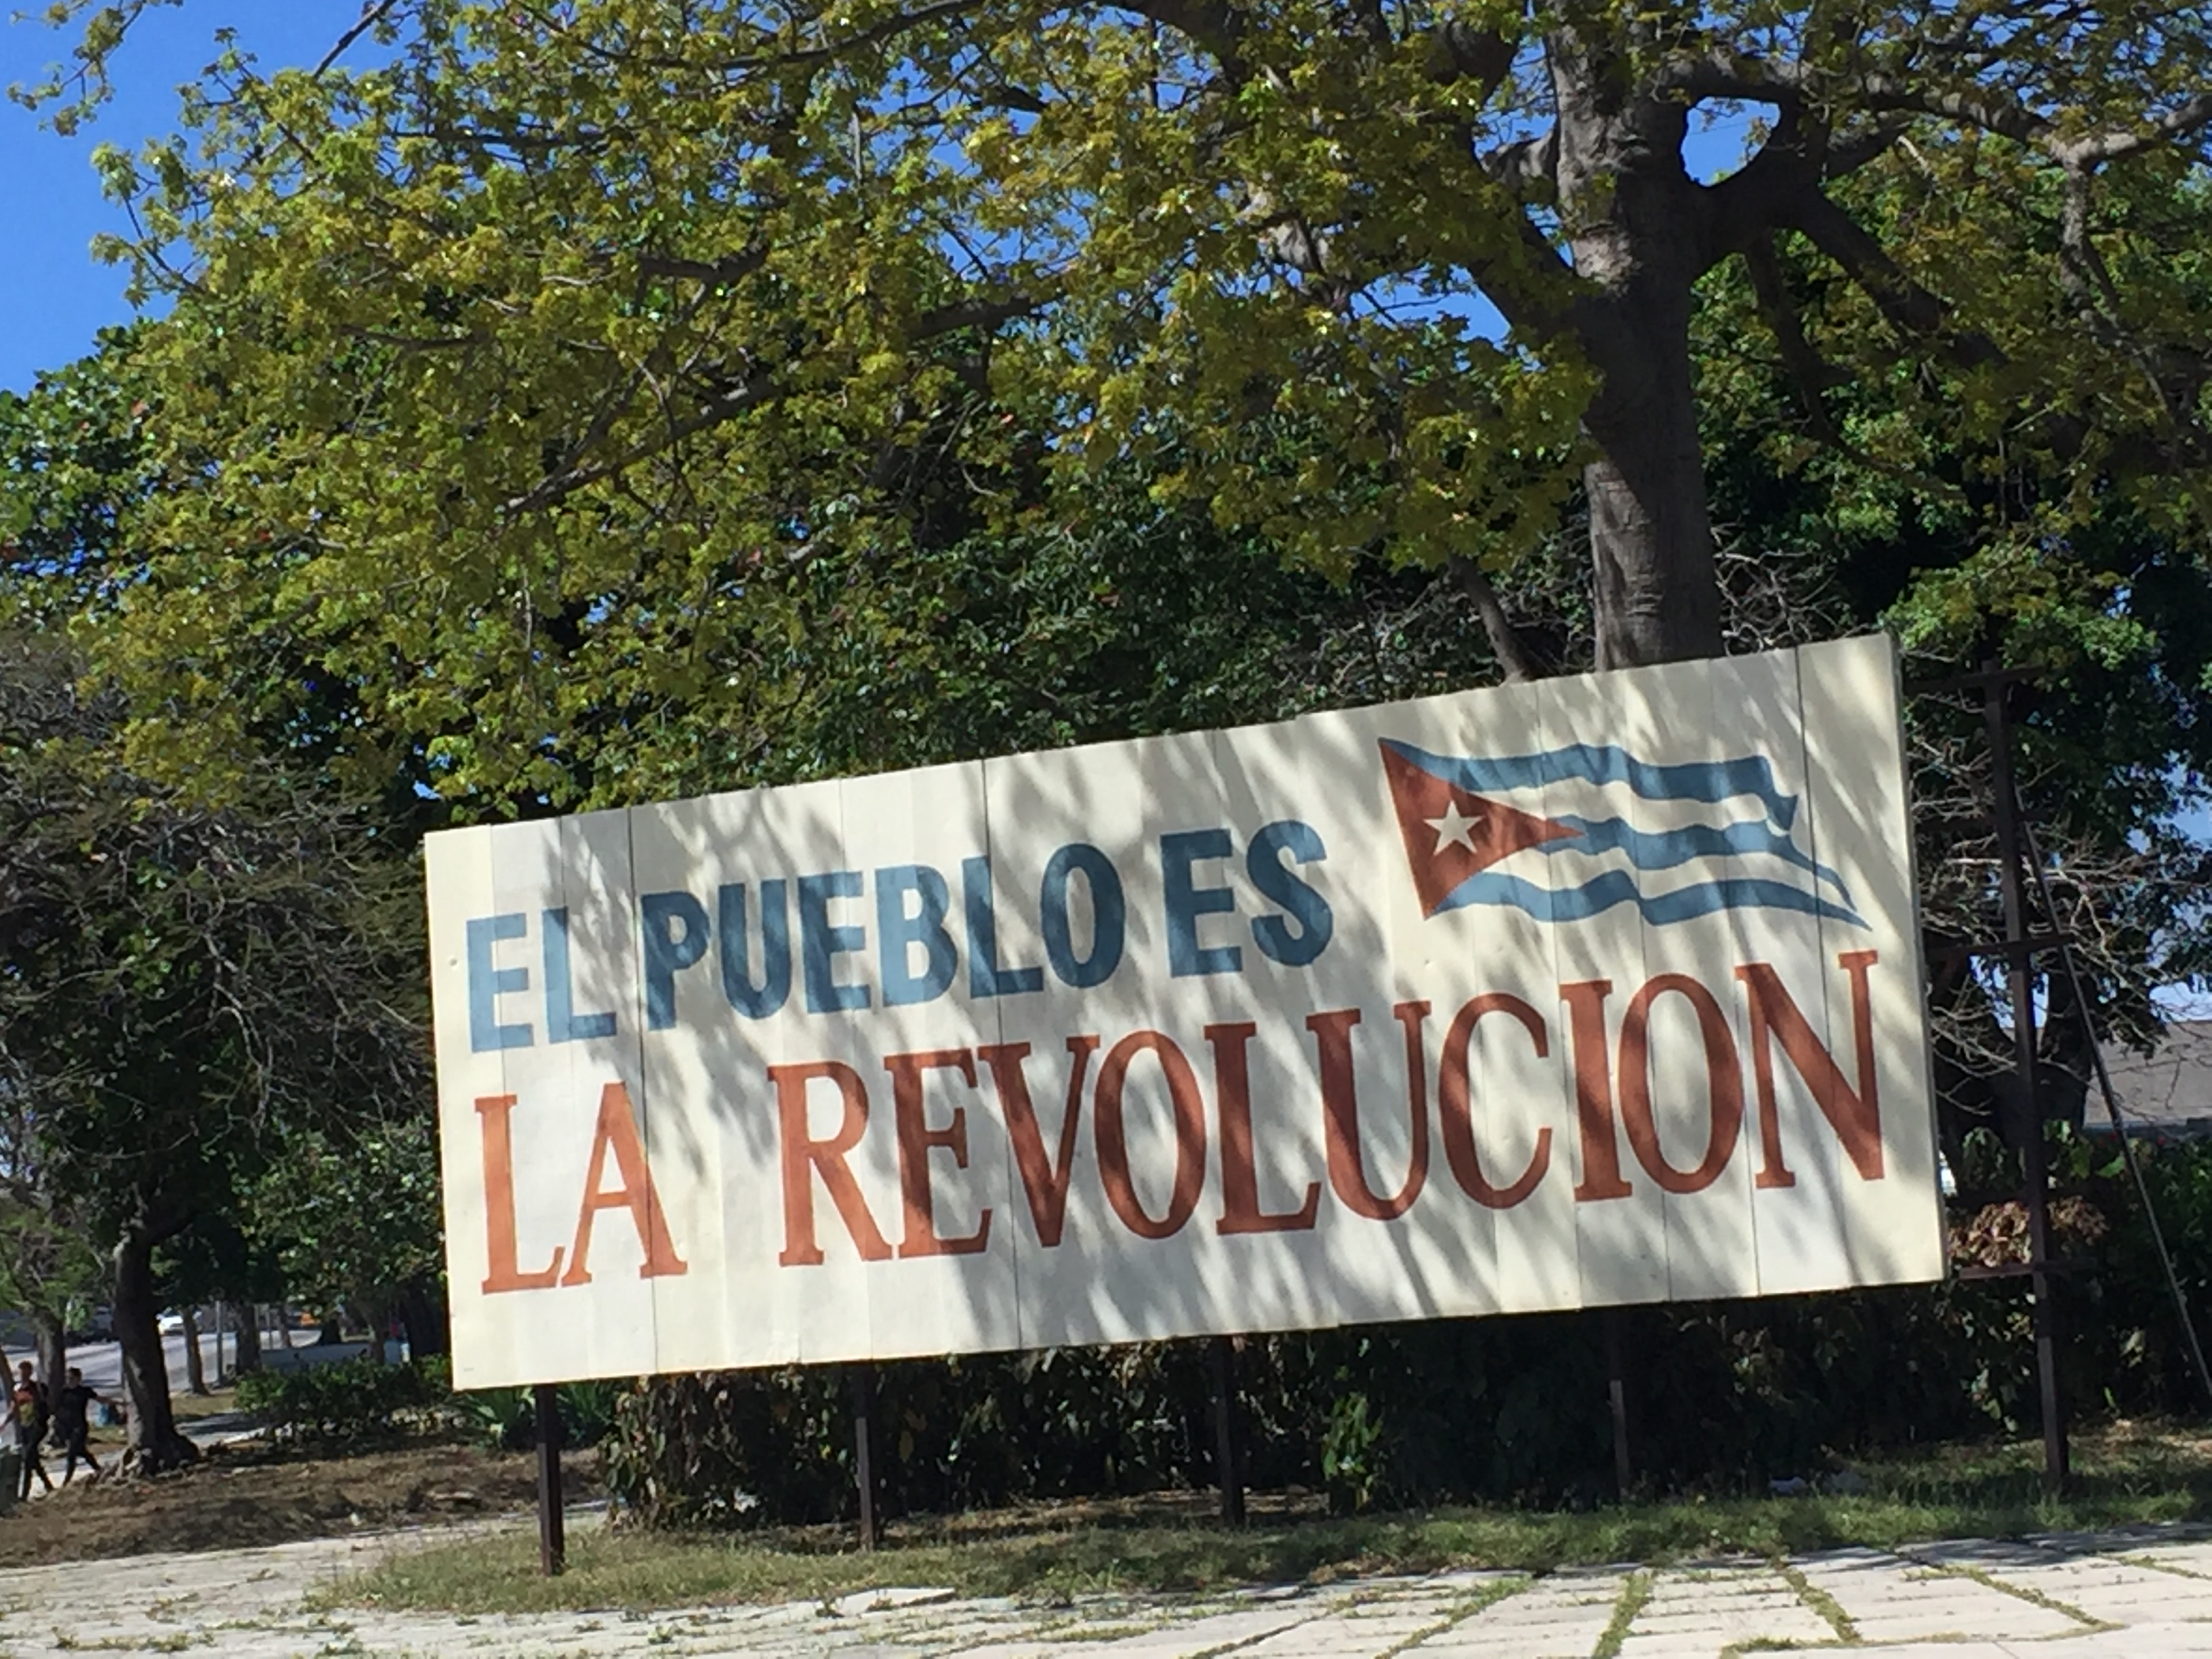 EL PUEBLO ES
LA REVOLUCION